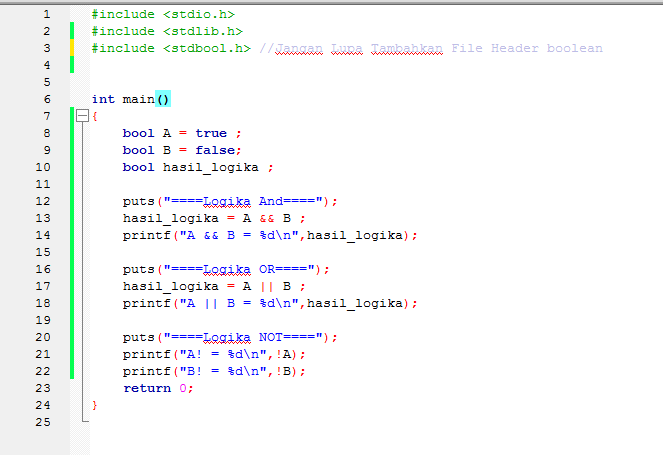 1 #include <stdio.h>
2 #include <stdlib.h>
3 #include <stdbool.h> //Jangan Lupa Tambahkan File Header boolean
4
5
6 int main()
7 {
8 bool A = true ;
9 bool B = false;
10 bool hasil_logika ;
11
12 puts("====Logika And====");
13 hasil_logika = A && B ;
14 printf("A && B = %d\n",hasil_logika);
15
16 puts("====Logika OR====");
17 hasil_logika = A || B ;
18 printf("A || B = %d\n",hasil_logika);
19
20 puts("====Logika NOT====");
21 printf("A! = %d\n",!A);
22 printf("B! = %d\n",!B);
23 return 0;
24 }
25